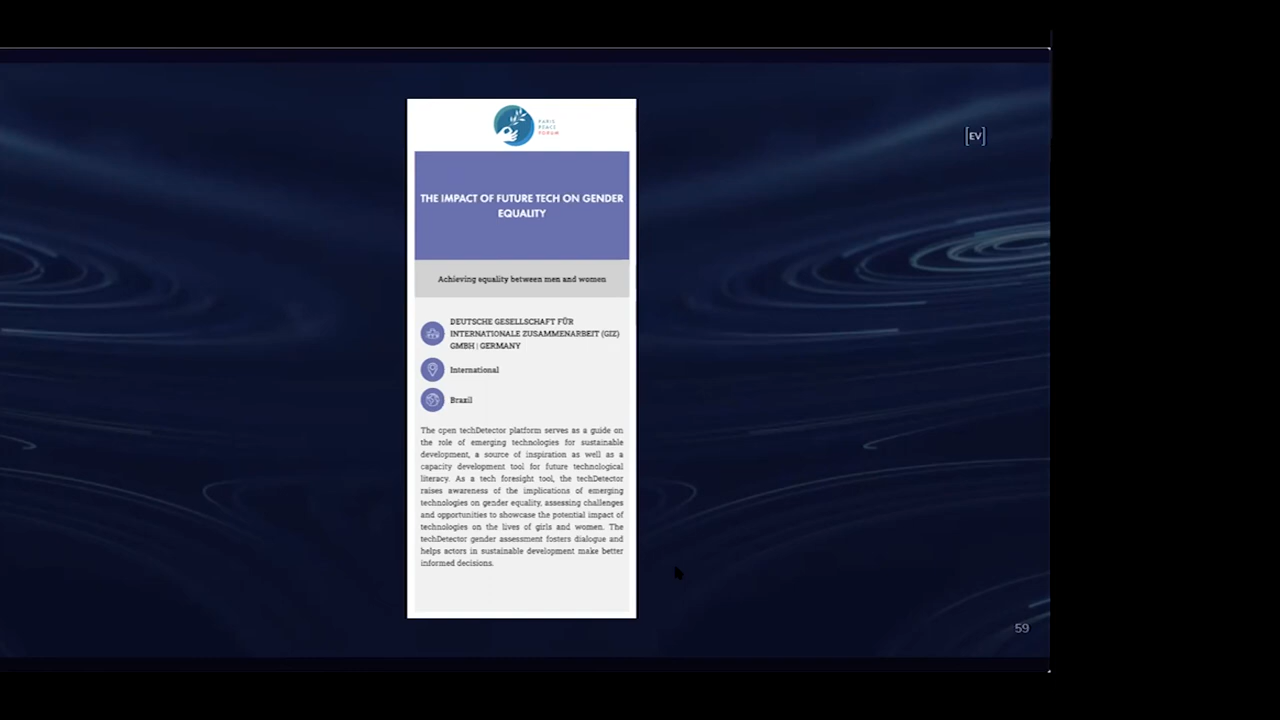 PARIS
PEACE
FORUM
[EV]
THE IMPACT OF FUTURE TECH ON GENDER
EQUALITY
Achieving equality between men and women
DEUTSCHE GESELLSCHAFT FÜR
INTERNATIONALE ZUSAMMENARBEIT (GIZ)
GMBH | GERMANY
International
Brazil
The open techDetector platform serves as a guide on
the role of emerging technologies for sustainable
development, a source of inspiration as well as a
capacity development tool for future technological
literacy. As a tech foresight tool, the techDetector
raises awareness of the implications of emerging
technologies on gender equality, assessing challenges
and opportunities to showcase the potential impact of
technologies on the lives of girls and women. The
techDetector gender assessment fosters dialogue and
helps actors in sustainable development make better
informed decisions.
59